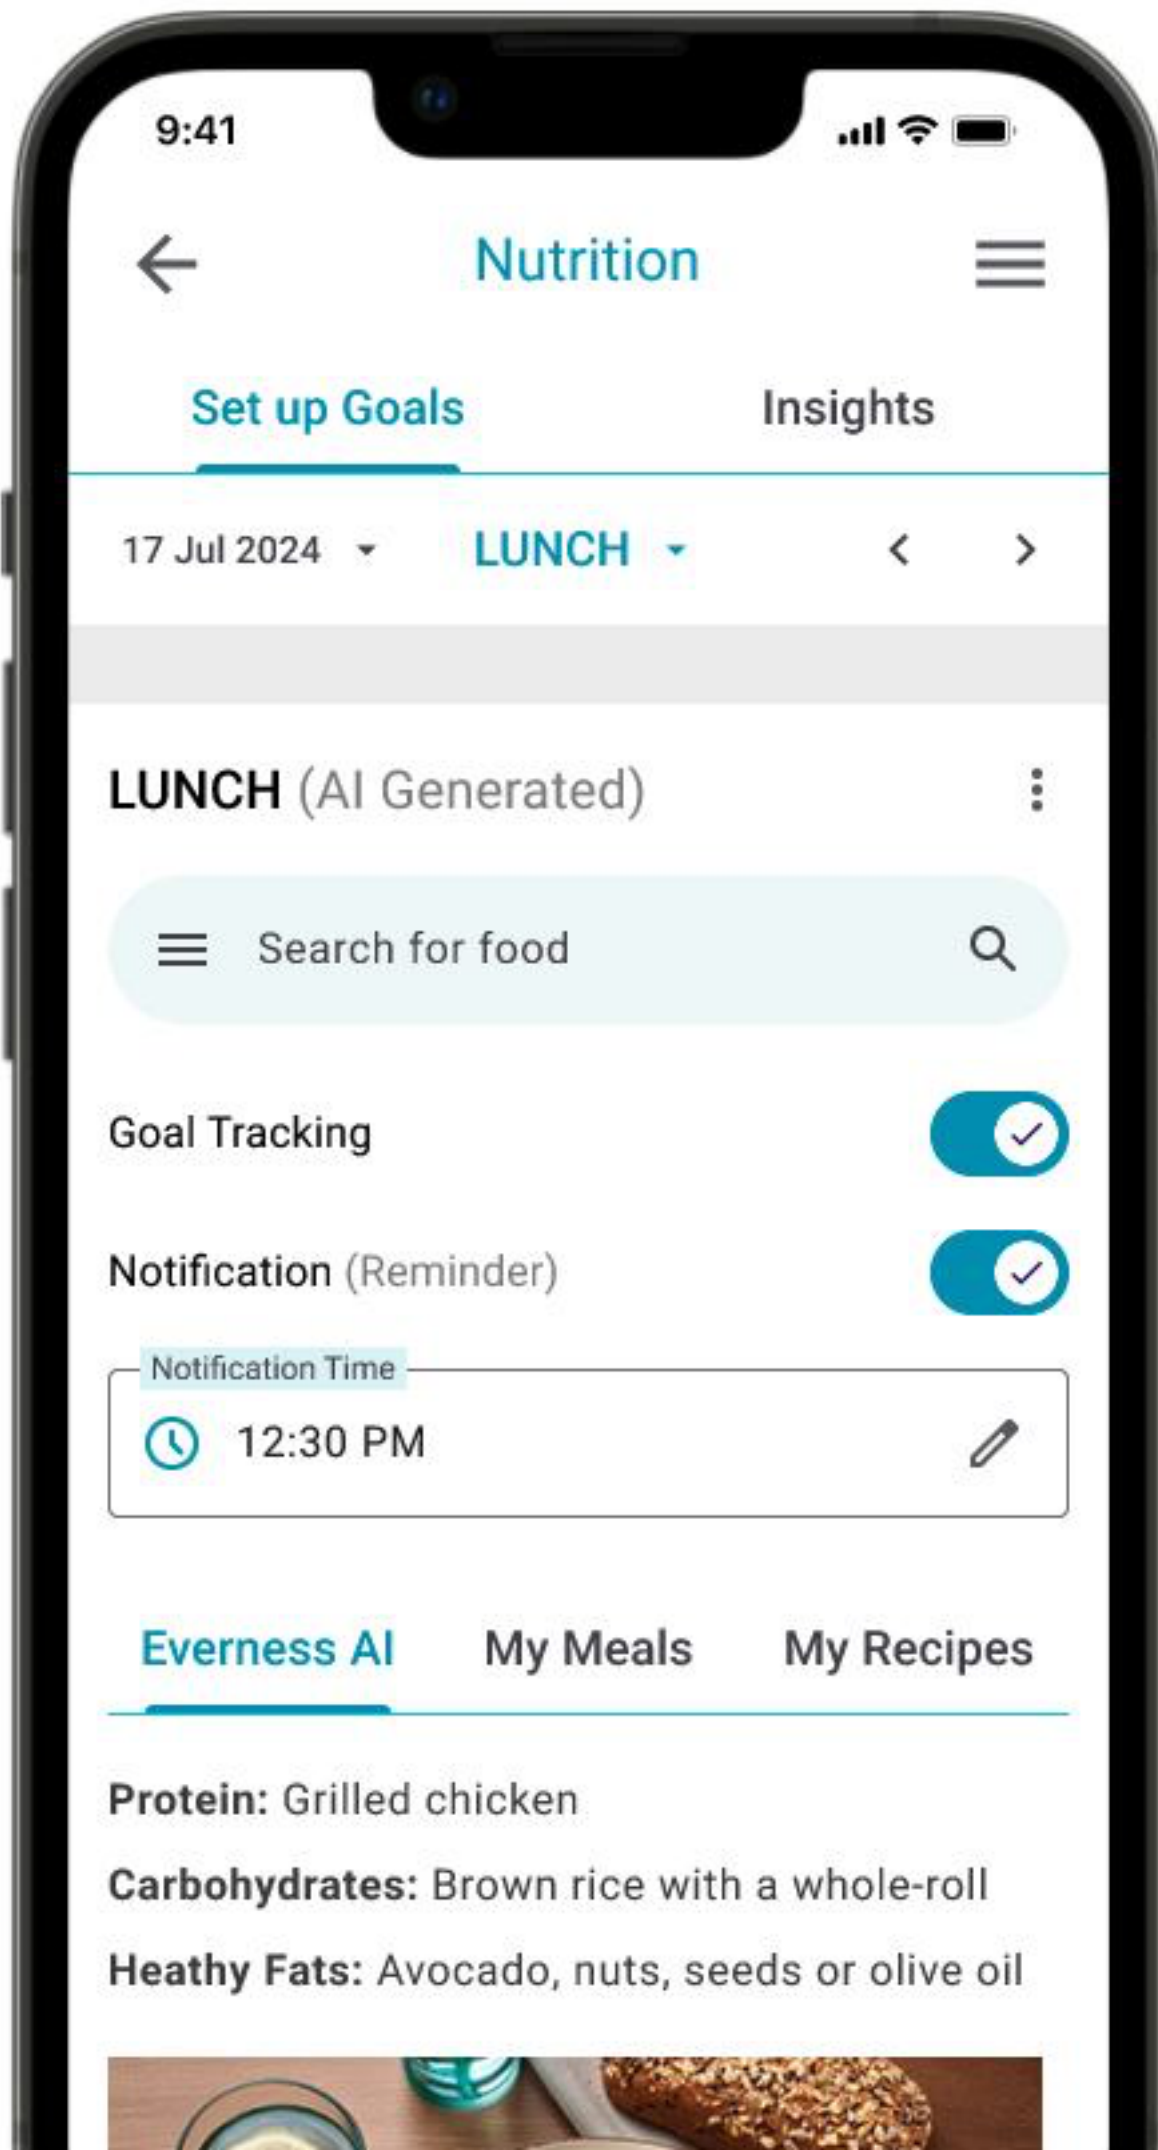 9:41
Nutrition
Set up Goals Insights
17 Jul 2024 LUNCH
LUNCH (AI Generated)
Search for food
Goal Tracking
Notification (Reminder)
Notification Time
12:30 PM
Everness AI My Meals My Recipes
Protein: Grilled chicken
Carbohydrates: Brown rice with a whole-roll
Heathy Fats: Avocado, nuts, seeds or olive oil